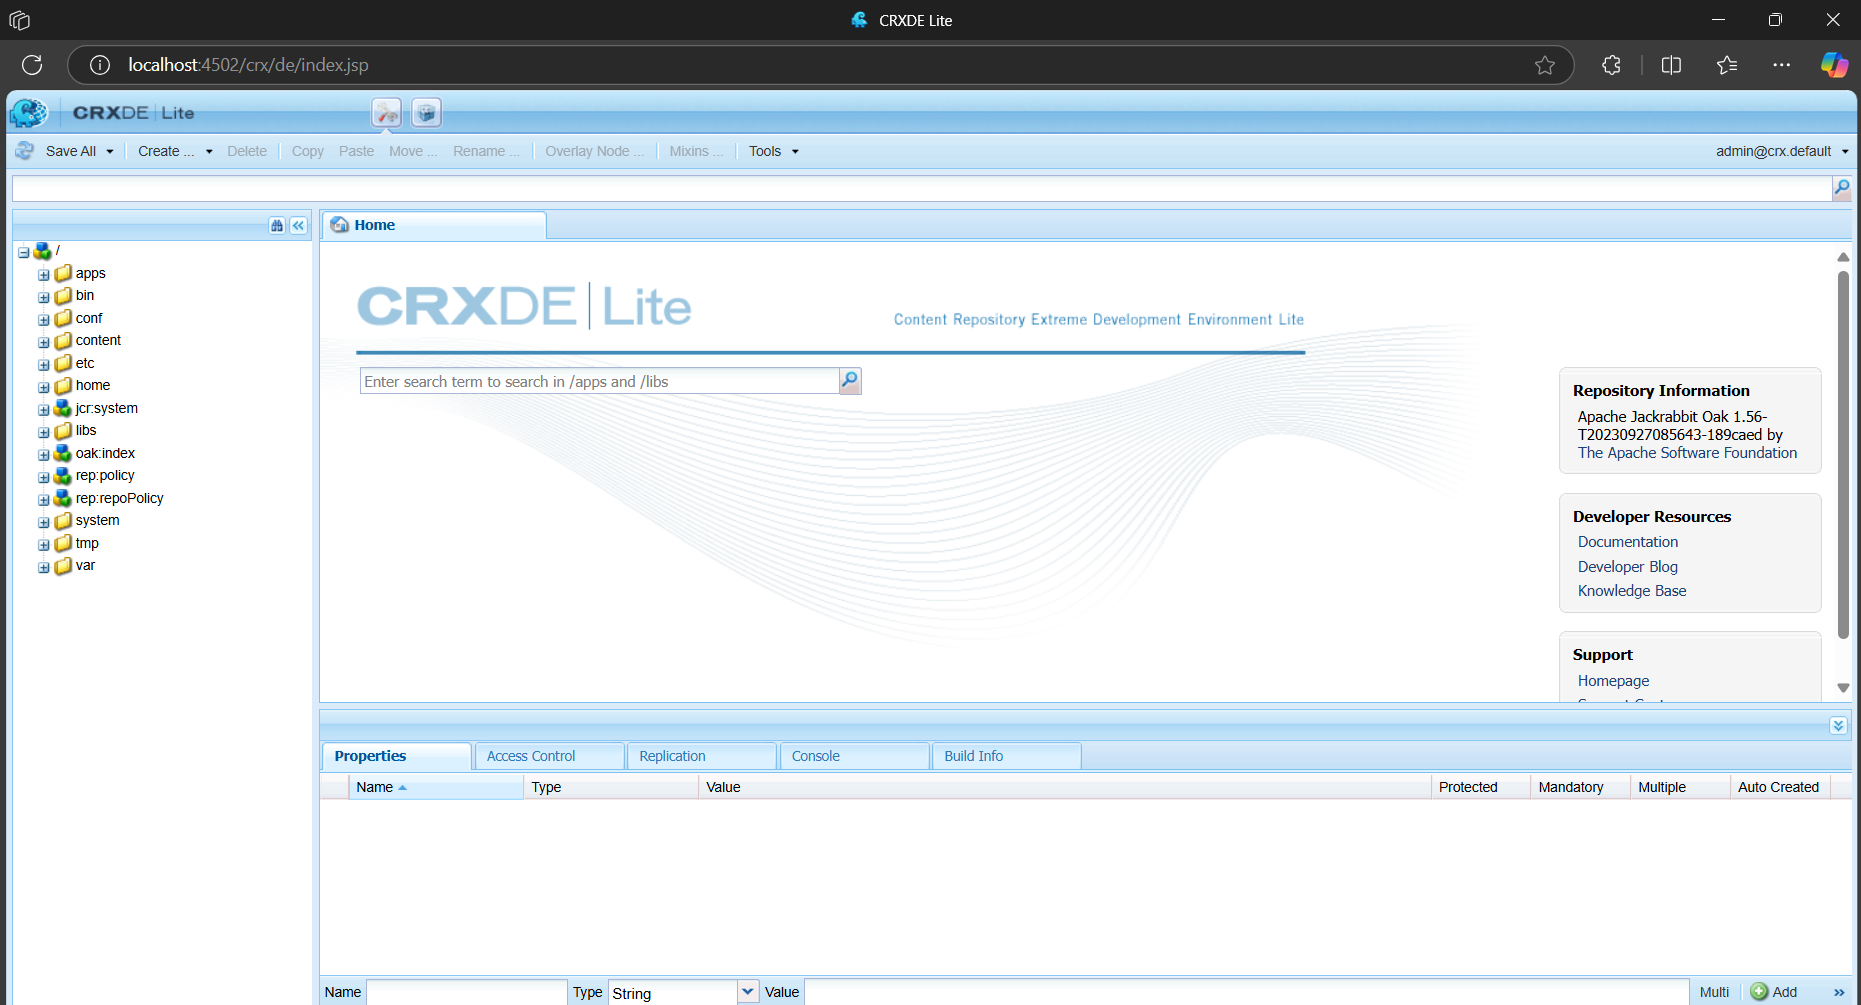 CRXDE Lite
localhost:4502/crx/de/index.jsp
CRXDE Lite
Save All Create ... Delete Copy Paste Move ... Rename ... Overlay Node ... Mixins ... Tools admin@crx.default
Home
/
apps
bin
conf
content
etc
home
jcr:system
libs
oak:index
rep:policy
rep:repoPolicy
system
tmp
var
CRXDE Lite
Content Repository Extreme Development Environment Lite
Enter search term to search in /apps and /libs
Repository Information
Apache Jackrabbit Oak 1.56-
T20230927085643-189caed by
The Apache Software Foundation
Developer Resources
Documentation
Developer Blog
Knowledge Base
Support
Homepage
Properties Access Control Replication Console Build Info
Name Type Value Protected Mandatory Multiple Auto Created
Name Type String Value Multi Add